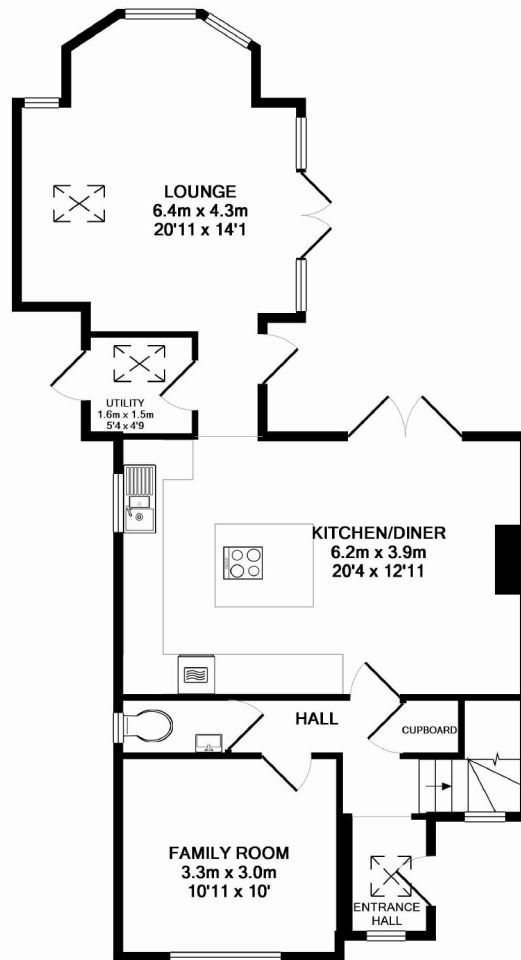 LOUNGE
6.4m x 4.3m
20'11 x 14'1
UTILITY
1.6m x 1.5m
5'4 x 4'9
KITCHEN/DINER
6.2m x 3.9m
20'4 x 12'11
HALL
CUPBOARD
FAMILY ROOM
3.3m x 3.0m
10'11 x 10'
ENTRANCE
HALL